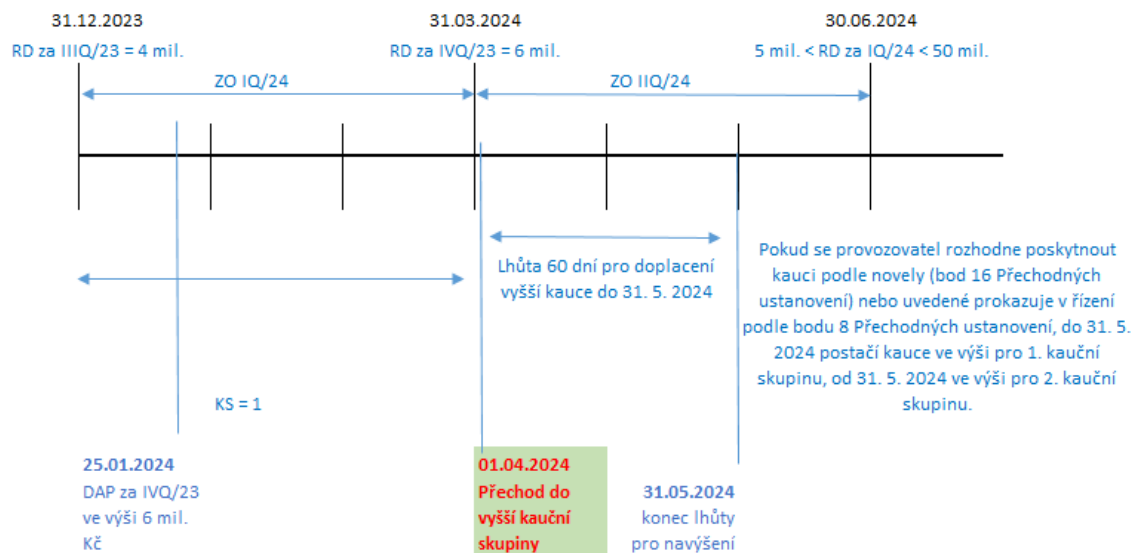 31.12.2023
RD za IIIQ/23 = 4 mil.
31.03.2024
RD za IVQ/23 = 6 mil.
30.06.2024
5 mil. < RD za IQ/24 < 50 mil.
ZO IQ/24
ZO IIQ/24
Lhůta 60 dní pro doplacení
vyšší kauce do 31. 5. 2024
Pokud se provozovatel rozhodne poskytnout
kauci podle novely (bod 16 Přechodných
ustanovení) nebo uvedené prokazuje v řízení
podle bodu 8 Přechodných ustanovení, do 31. 5.
2024 postačí kauce ve výši pro 1. kauční
skupinu, od 31. 5. 2024 ve výši pro 2. kauční
skupinu.
KS = 1
25.01.2024
DAP za IVQ/23
ve výši 6 mil.
Kč
01.04.2024
Přechod do
vyšší kauční
skupiny
31.05.2024
konec lhůty
pro navýšení